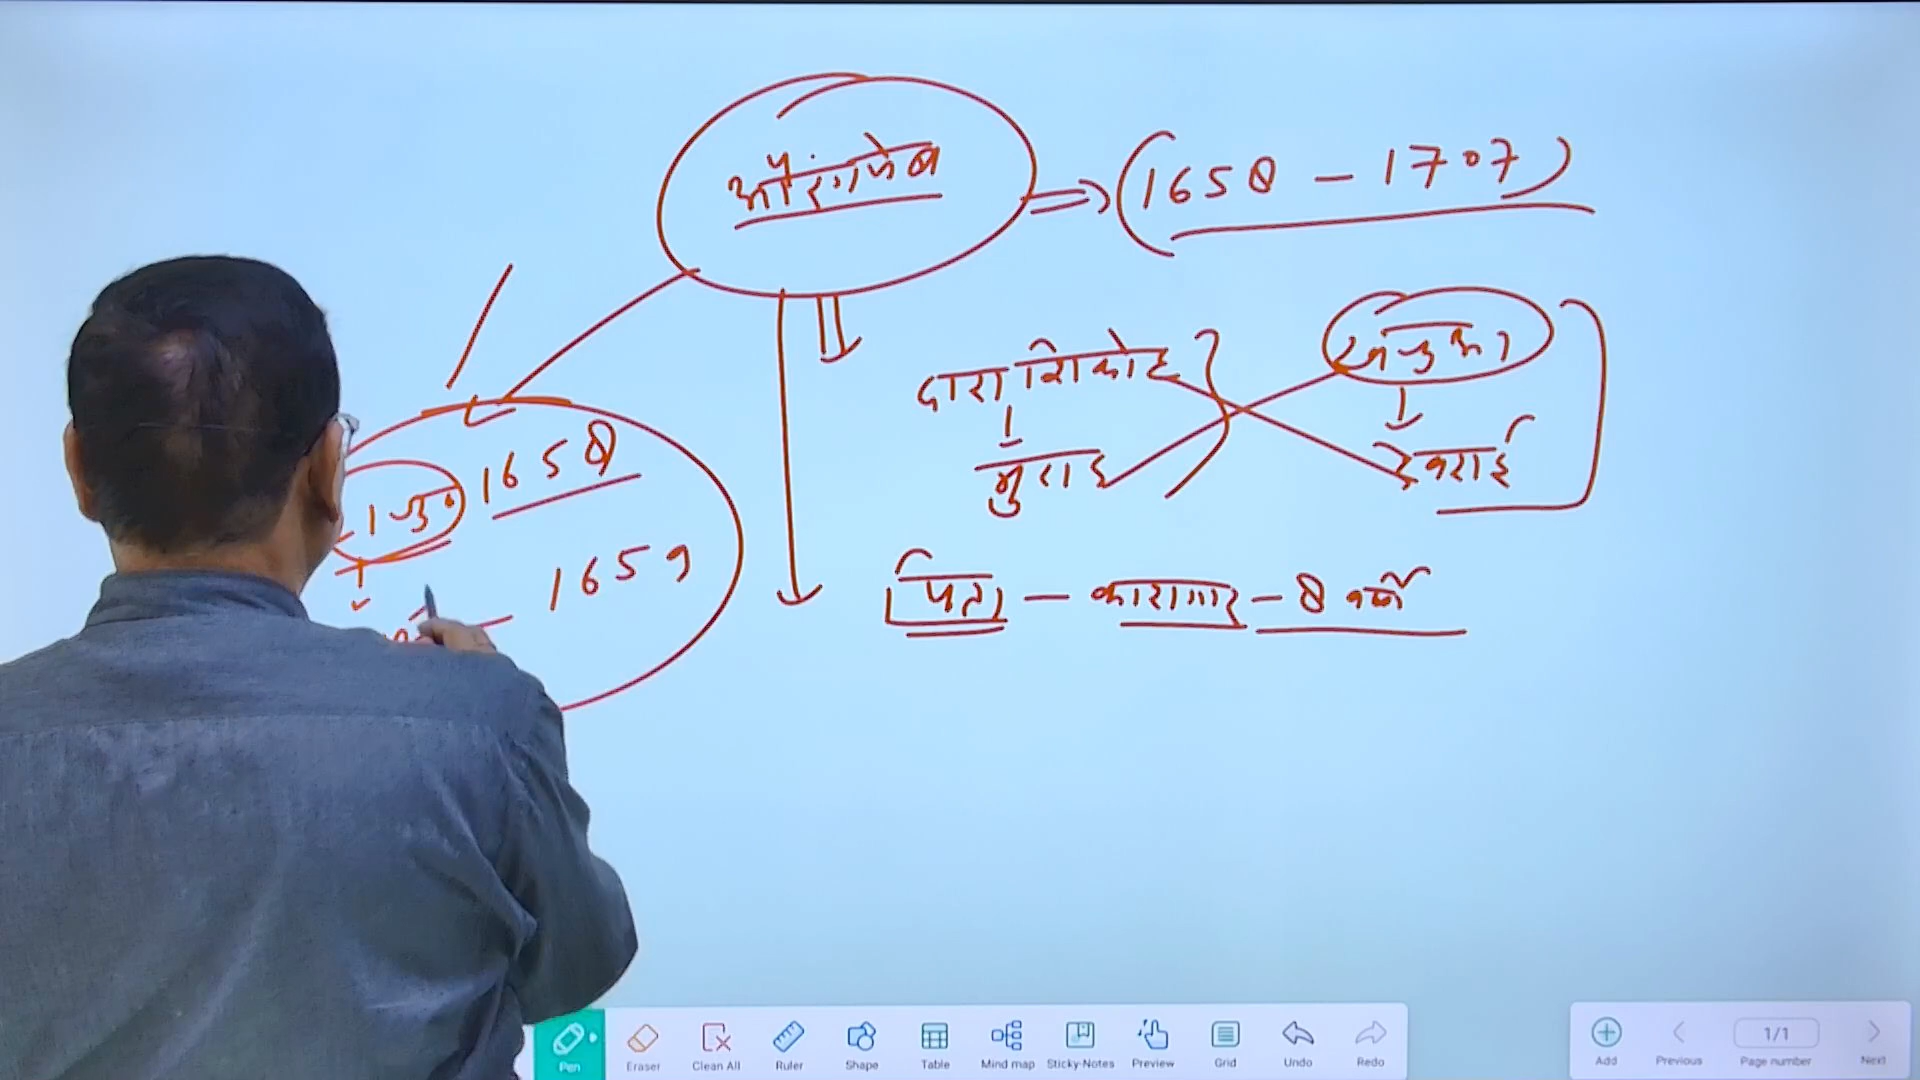 औरंगजेब ⇒ (1658 - 1707)
दारा शिकोह
खजुआ
मुराद
देवराई
1658
1659
पिता - कारागार - 8 वर्ष
Pen
Eraser
Clean All
Ruler
Shape
Table
Mind map
Sticky-Notes
Preview
Grid
Undo
Redo
Add
Previous
1/1
Page number
Next